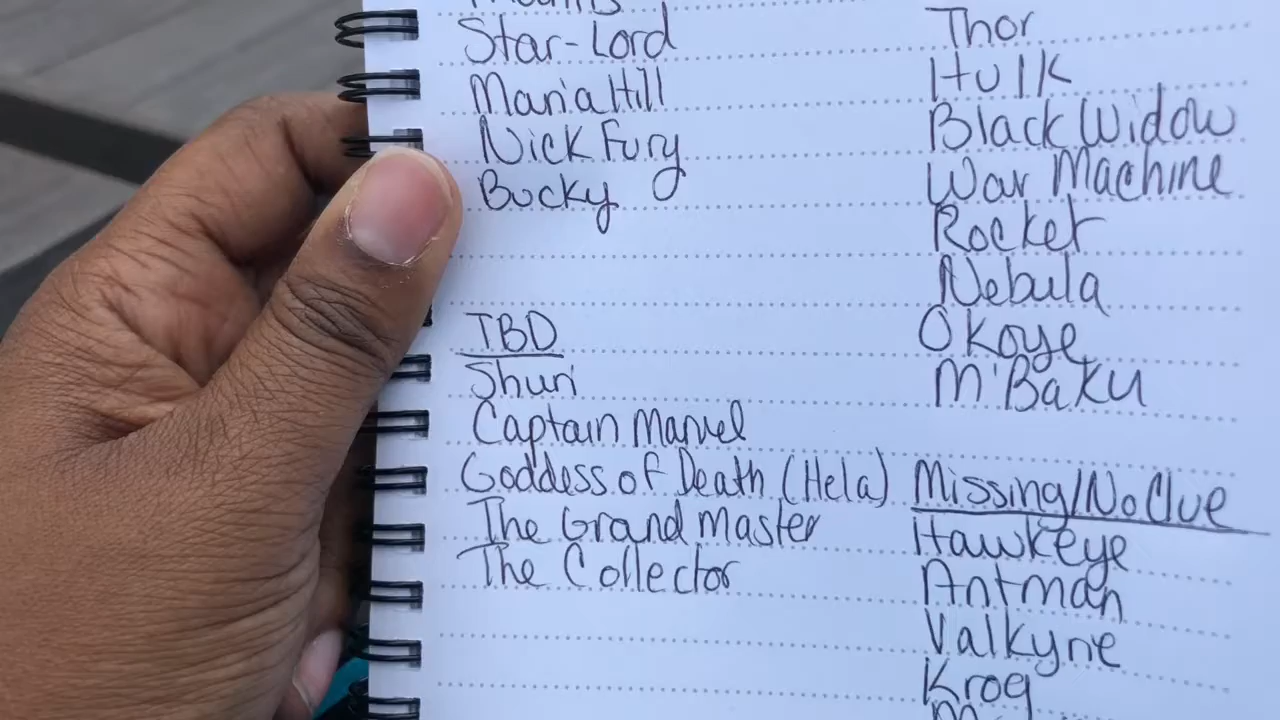 Star-Lord
Maria Hill
Nick Fury
Bucky
TBD
Shuri
Captain Marvel
Goddess of Death (Hela)
The Grand Master
The Collector
Thor
Hulk
Black Widow
War Machine
Rocket
Nebula
Okoye
M'Baku
Missing/No Clue
Hawkeye
Antman
Valkyrie
Krog